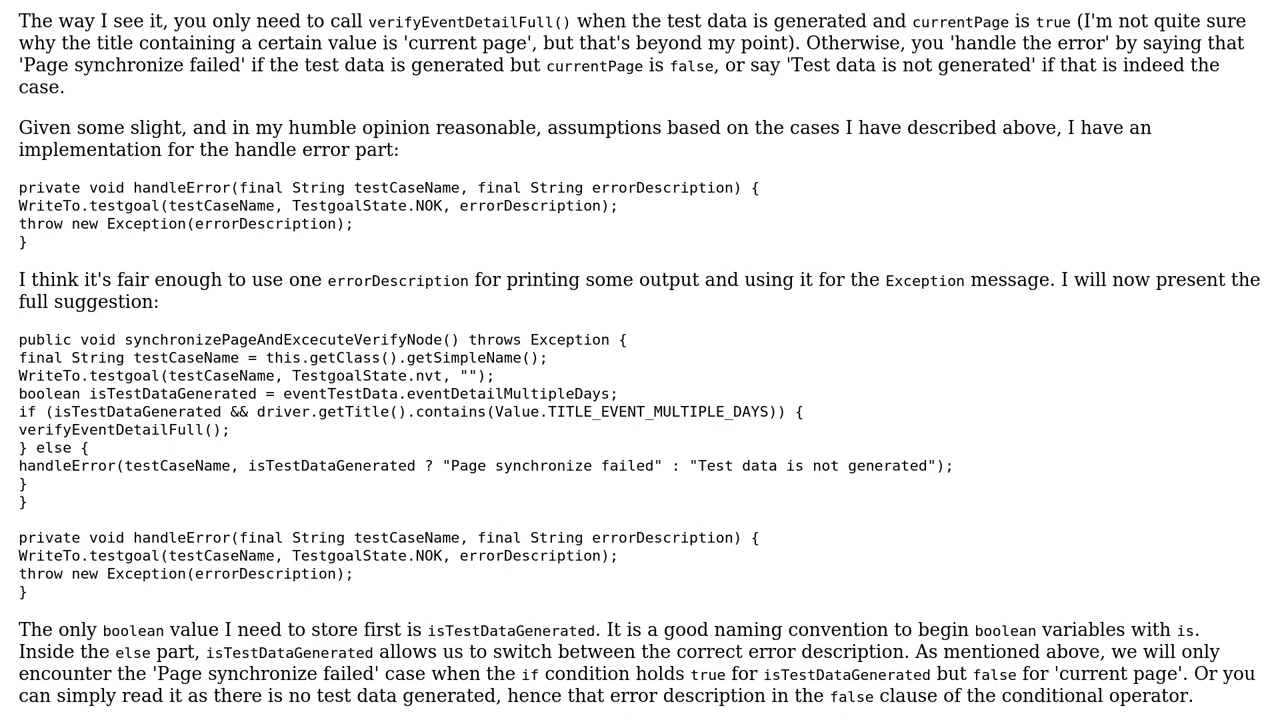 The way I see it, you only need to call verifyEventDetailFull() when the test data is generated and currentPage is true (I'm not quite sure
why the title containing a certain value is 'current page', but that's beyond my point). Otherwise, you 'handle the error' by saying that
'Page synchronize failed' if the test data is generated but currentPage is false, or say 'Test data is not generated' if that is indeed the
case.
Given some slight, and in my humble opinion reasonable, assumptions based on the cases I have described above, I have an
implementation for the handle error part:
private void handleError(final String testCaseName, final String errorDescription) {
WriteTo.testgoal(testCaseName, TestgoalState.NOK, errorDescription);
throw new Exception(errorDescription);
}
I think it's fair enough to use one errorDescription for printing some output and using it for the Exception message. I will now present the
full suggestion:
public void synchronizePageAndExcecuteVerifyNode() throws Exception {
final String testCaseName = this.getClass().getSimpleName();
WriteTo.testgoal(testCaseName, TestgoalState.nvt, "");
boolean isTestDataGenerated = eventTestData.eventDetailMultipleDays;
if (isTestDataGenerated && driver.getTitle().contains(Value.TITLE_EVENT_MULTIPLE_DAYS)) {
verifyEventDetailFull();
} else {
handleError(testCaseName, isTestDataGenerated ? "Page synchronize failed" : "Test data is not generated");
}
}
private void handleError(final String testCaseName, final String errorDescription) {
WriteTo.testgoal(testCaseName, TestgoalState.NOK, errorDescription);
throw new Exception(errorDescription);
}
The only boolean value I need to store first is isTestDataGenerated. It is a good naming convention to begin boolean variables with is.
Inside the else part, isTestDataGenerated allows us to switch between the correct error description. As mentioned above, we will only
encounter the 'Page synchronize failed' case when the if condition holds true for isTestDataGenerated but false for 'current page'. Or you
can simply read it as there is no test data generated, hence that error description in the false clause of the conditional operator.